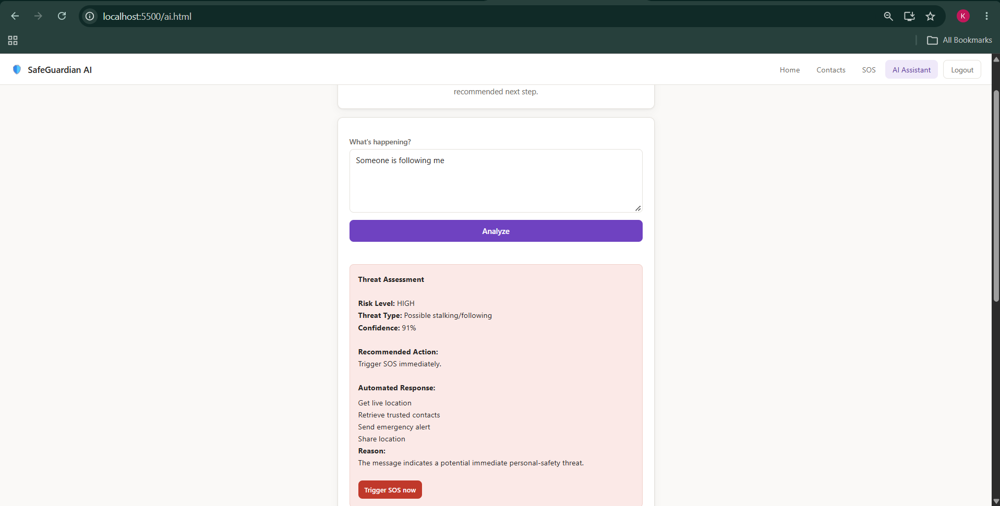 localhost:5500/ai.html
K
All Bookmarks
SafeGuardian AI
Home
Contacts
SOS
AI Assistant
Logout
recommended next step.
What's happening?
Someone is following me
Analyze
Threat Assessment
Risk Level: HIGH
Threat Type: Possible stalking/following
Confidence: 91%
Recommended Action:
Trigger SOS immediately.
Automated Response:
Get live location
Retrieve trusted contacts
Send emergency alert
Share location
Reason:
The message indicates a potential immediate personal-safety threat.
Trigger SOS now